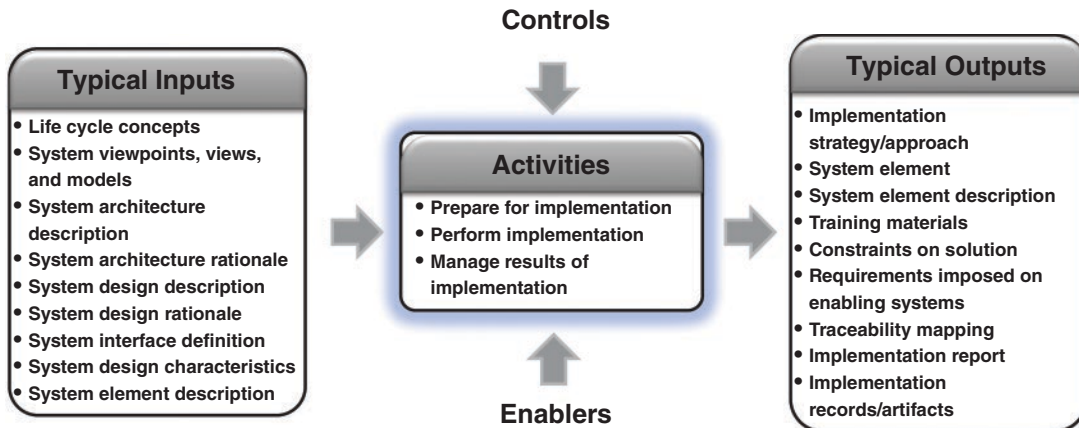 Controls
Typical Inputs
• Life cycle concepts
• System viewpoints, views,
and models
• System architecture
description
• System architecture rationale
• System design description
• System design rationale
• System interface definition
• System design characteristics
• System element description
Activities
• Prepare for implementation
• Perform implementation
• Manage results of
implementation
Enablers
Typical Outputs
• Implementation
strategy/approach
• System element
• System element description
• Training materials
• Constraints on solution
• Requirements imposed on
enabling systems
• Traceability mapping
• Implementation report
• Implementation
records/artifacts